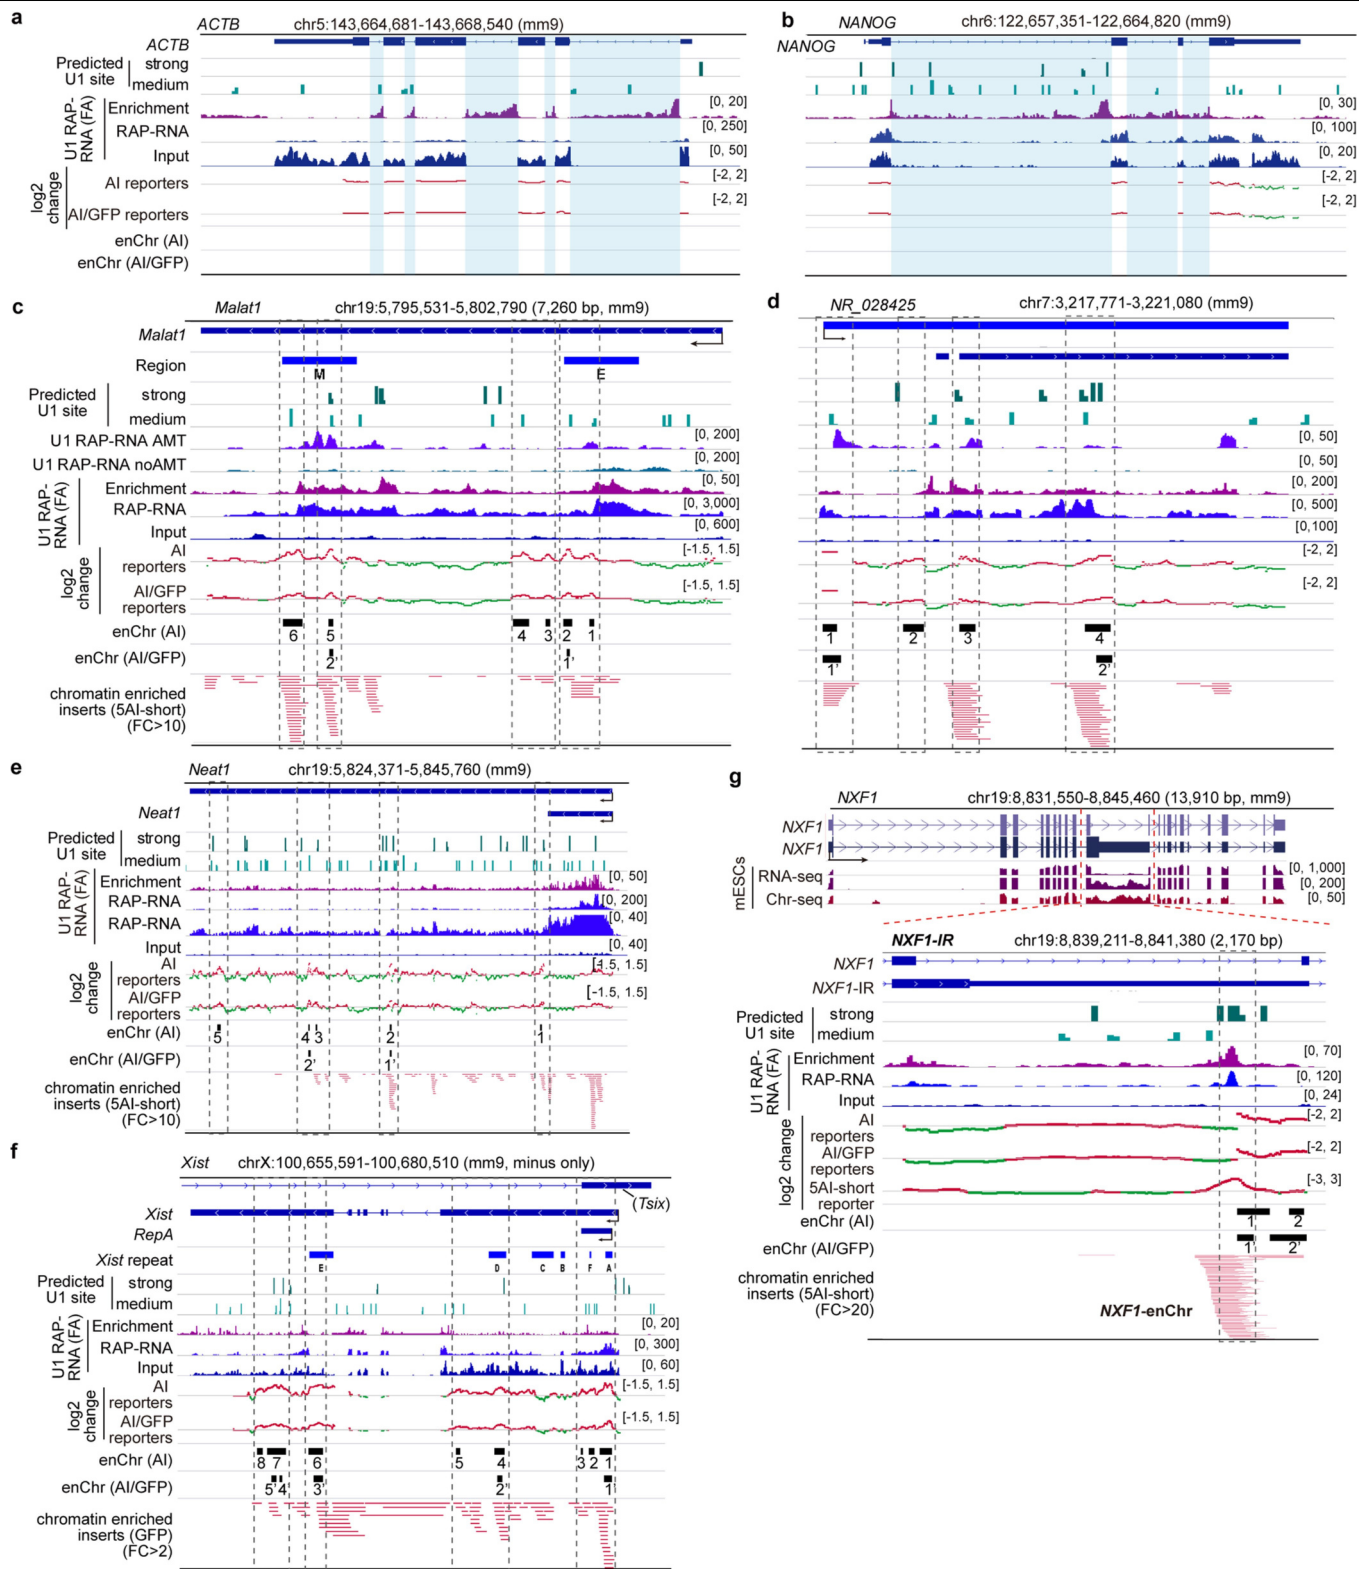 a
ACTB chr5:143,664,681-143,668,540 (mm9)
ACTB
Predicted U1 site
strong
medium
U1 RAP-RNA (FA)
Enrichment [0, 20]
RAP-RNA [0, 250]
Input [0, 50]
log2 change
AI reporters [-2, 2]
AI/GFP reporters [-2, 2]
enChr (AI)
enChr (AI/GFP)
b
NANOG chr6:122,657,351-122,664,820 (mm9)
NANOG
[0, 30]
[0, 100]
[0, 20]
[-2, 2]
[-2, 2]
c
Malat1 chr19:5,795,531-5,802,790 (7,260 bp, mm9)
Malat1
Region
M E
Predicted U1 site
strong
medium
U1 RAP-RNA AMT [0, 200]
U1 RAP-RNA noAMT [0, 200]
U1 RAP-RNA (FA)
Enrichment [0, 50]
RAP-RNA [0, 3,000]
Input [0, 600]
log2 change
AI reporters [-1.5, 1.5]
AI/GFP reporters [-1.5, 1.5]
enChr (AI) 6 5 4 3 2 1
enChr (AI/GFP) 2' 1'
chromatin enriched
inserts (5AI-short)
(FC>10)
d
NR_028425 chr7:3,217,771-3,221,080 (mm9)
[0, 50]
[0, 50]
[0, 200]
[0, 500]
[0,100]
[-2, 2]
[-2, 2]
1 2 3 4
1' 2'
e
Neat1 chr19:5,824,371-5,845,760 (mm9)
Neat1
Predicted U1 site
strong
medium
U1 RAP-RNA (FA)
Enrichment [0, 50]
RAP-RNA [0, 200]
RAP-RNA [0, 40]
Input [0, 40]
log2 change
AI reporters [-1.5, 1.5]
AI/GFP reporters [-1.5, 1.5]
enChr (AI) 5 4 3 2 1
enChr (AI/GFP) 2' 1'
chromatin enriched
inserts (5AI-short)
(FC>10)
f
Xist chrX:100,655,591-100,680,510 (mm9, minus only)
(Tsix)
Xist
RepA
Xist repeat
E D C B F A
Predicted U1 site
strong
medium
U1 RAP-RNA (FA)
Enrichment [0, 20]
RAP-RNA [0, 300]
Input [0, 60]
log2 change
AI reporters [-1.5, 1.5]
AI/GFP reporters [-1.5, 1.5]
enChr (AI) 8 7 6 5 4 3 2 1
enChr (AI/GFP) 5' 4 3' 2' 1'
chromatin enriched
inserts (GFP)
(FC>2)
g
NXF1 chr19:8,831,550-8,845,460 (13,910 bp, mm9)
NXF1
NXF1
mESCs
RNA-seq [0, 1,000]
[0, 200]
Chr-seq [0, 50]
NXF1-IR chr19:8,839,211-8,841,380 (2,170 bp)
NXF1
NXF1-IR
Predicted U1 site
strong
medium
U1 RAP-RNA (FA)
Enrichment [0, 70]
RAP-RNA [0, 120]
Input [0, 24]
log2 change
AI reporters [-2, 2]
AI/GFP reporters [-2, 2]
5AI-short reporter [-3, 3]
enChr (AI) 1 2
enChr (AI/GFP) 1' 2'
chromatin enriched
inserts (5AI-short)
(FC>20)
NXF1-enChr